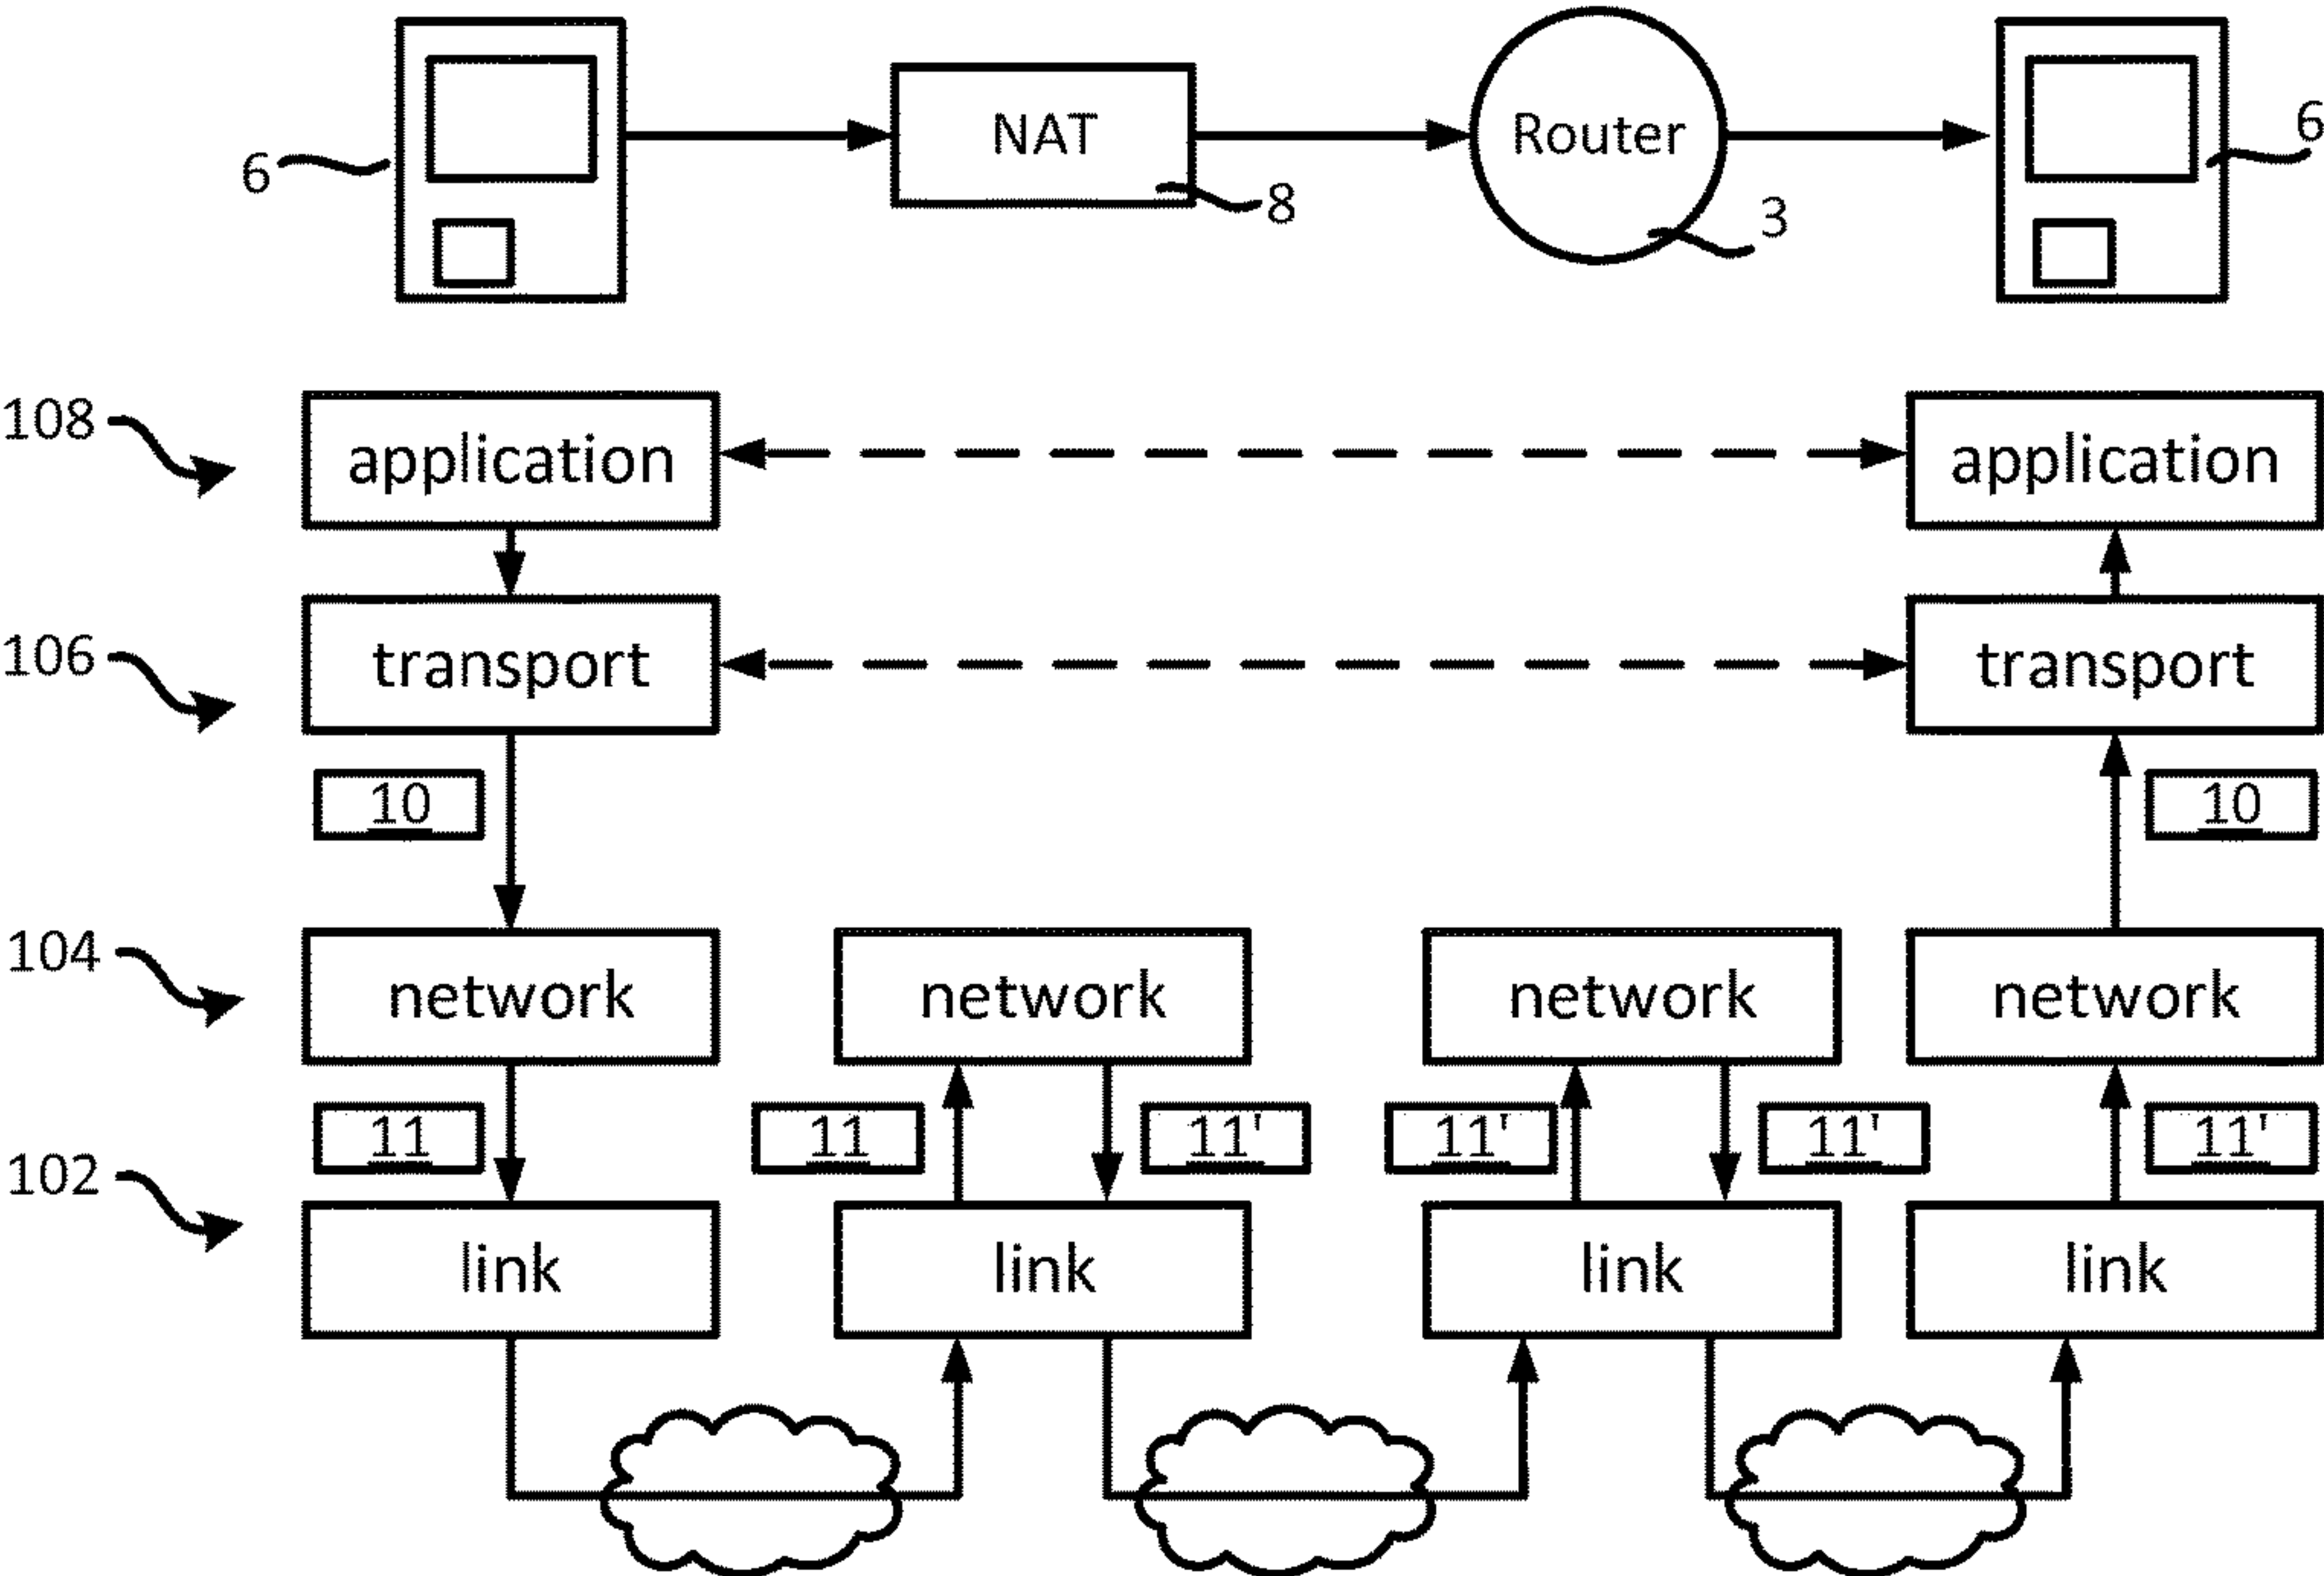 NAT
Router
6
6
8
3
108
application
application
106
transport
transport
10
10
104
network
network
network
network
11
11
11'
11'
11'
11'
102
link
link
link
link